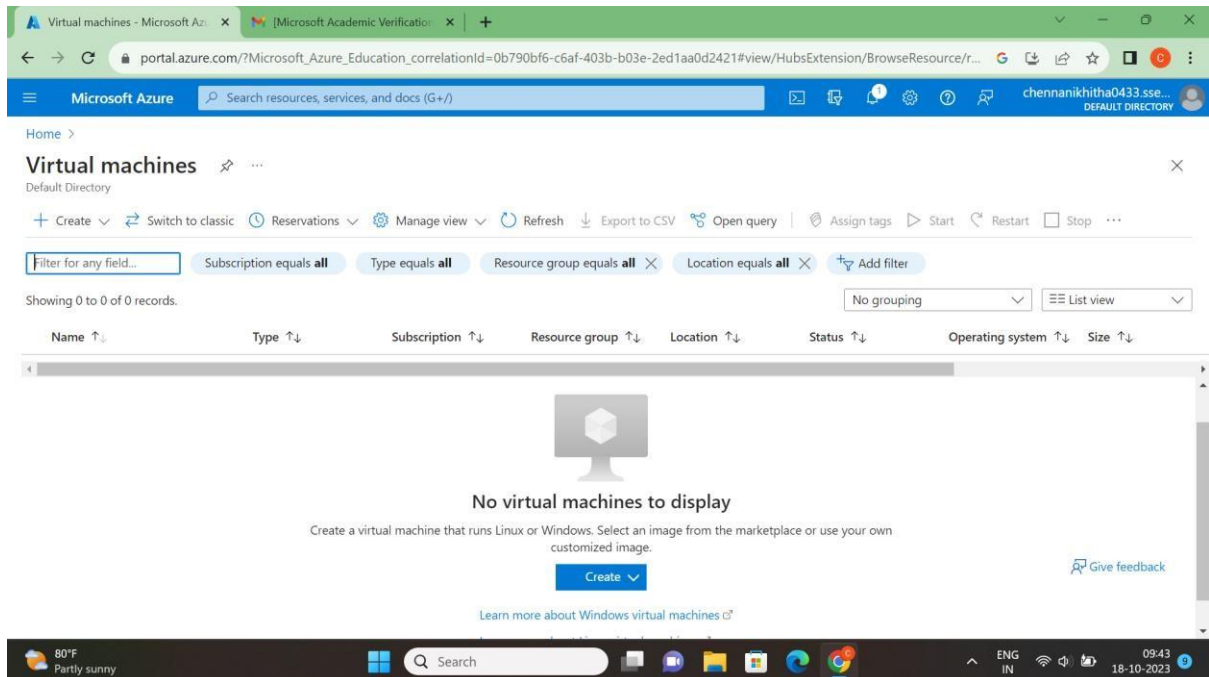 Virtual machines - Microsoft Azu
[Microsoft Academic Verification
portal.azure.com/?Microsoft_Azure_Education_correlationId=0b790bf6-c6af-403b-b03e-2ed1aa0d2421#view/HubsExtension/BrowseResource/r...
Microsoft Azure
Search resources, services, and docs (G+/)
1
chennanikhitha0433.sse...
DEFAULT DIRECTORY
Home >
Virtual machines
Default Directory
Create Switch to classic Reservations Manage view Refresh Export to CSV Open query Assign tags Start Restart Stop ...
Filter for any field... Subscription equals all Type equals all Resource group equals all Location equals all Add filter
Showing 0 to 0 of 0 records. No grouping List view
Name Type Subscription Resource group Location Status Operating system Size
No virtual machines to display
Create a virtual machine that runs Linux or Windows. Select an image from the marketplace or use your own
customized image.
Create
Give feedback
Learn more about Windows virtual machines
80°F
Partly sunny
Search
ENG
IN
09:43
18-10-2023
9